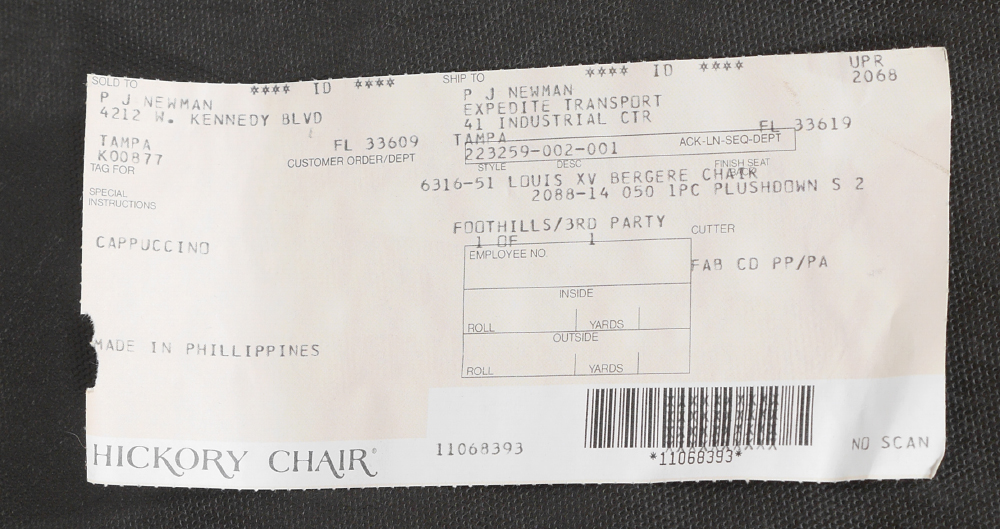 SOLD TO
**** ID ****
P J NEWMAN
4212 W. KENNEDY BLVD
TAMPA FL 33609
K00877
CUSTOMER ORDER/DEPT
TAG FOR
SPECIAL
INSTRUCTIONS
CAPPUCCINO
MADE IN PHILLIPPINES
HICKORY CHAIR®
SHIP TO
**** ID ****
UPR
2068
P J NEWMAN
EXPEDITE TRANSPORT
41 INDUSTRIAL CTR
TAMPA FL 33619
223259-002-001
ACK-LN-SEQ-DEPT
STYLE DESC FINISH SEAT
6316-51 LOUIS XV BERGERE CHAIR
2088-14 050 1PC PLUSHDOWN S 2
FOOTHILLS/3RD PARTY
CUTTER
1 OF 1
EMPLOYEE NO.
FAB CD PP/PA
INSIDE
ROLL YARDS
OUTSIDE
ROLL YARDS
11068393
*11068393*
NO SCAN